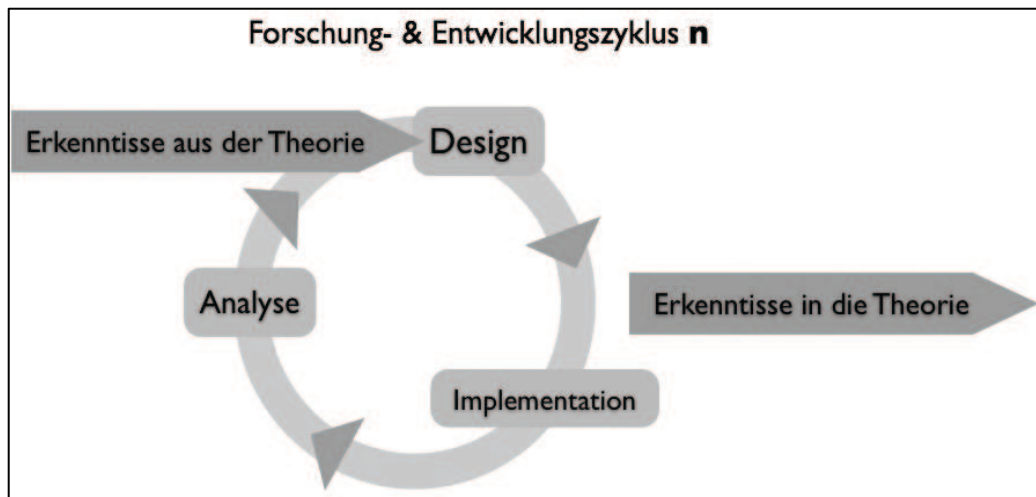 Forschung- & Entwicklungszyklus n
Erkenntisse aus der Theorie
Design
Analyse
Erkenntisse in die Theorie
Implementation